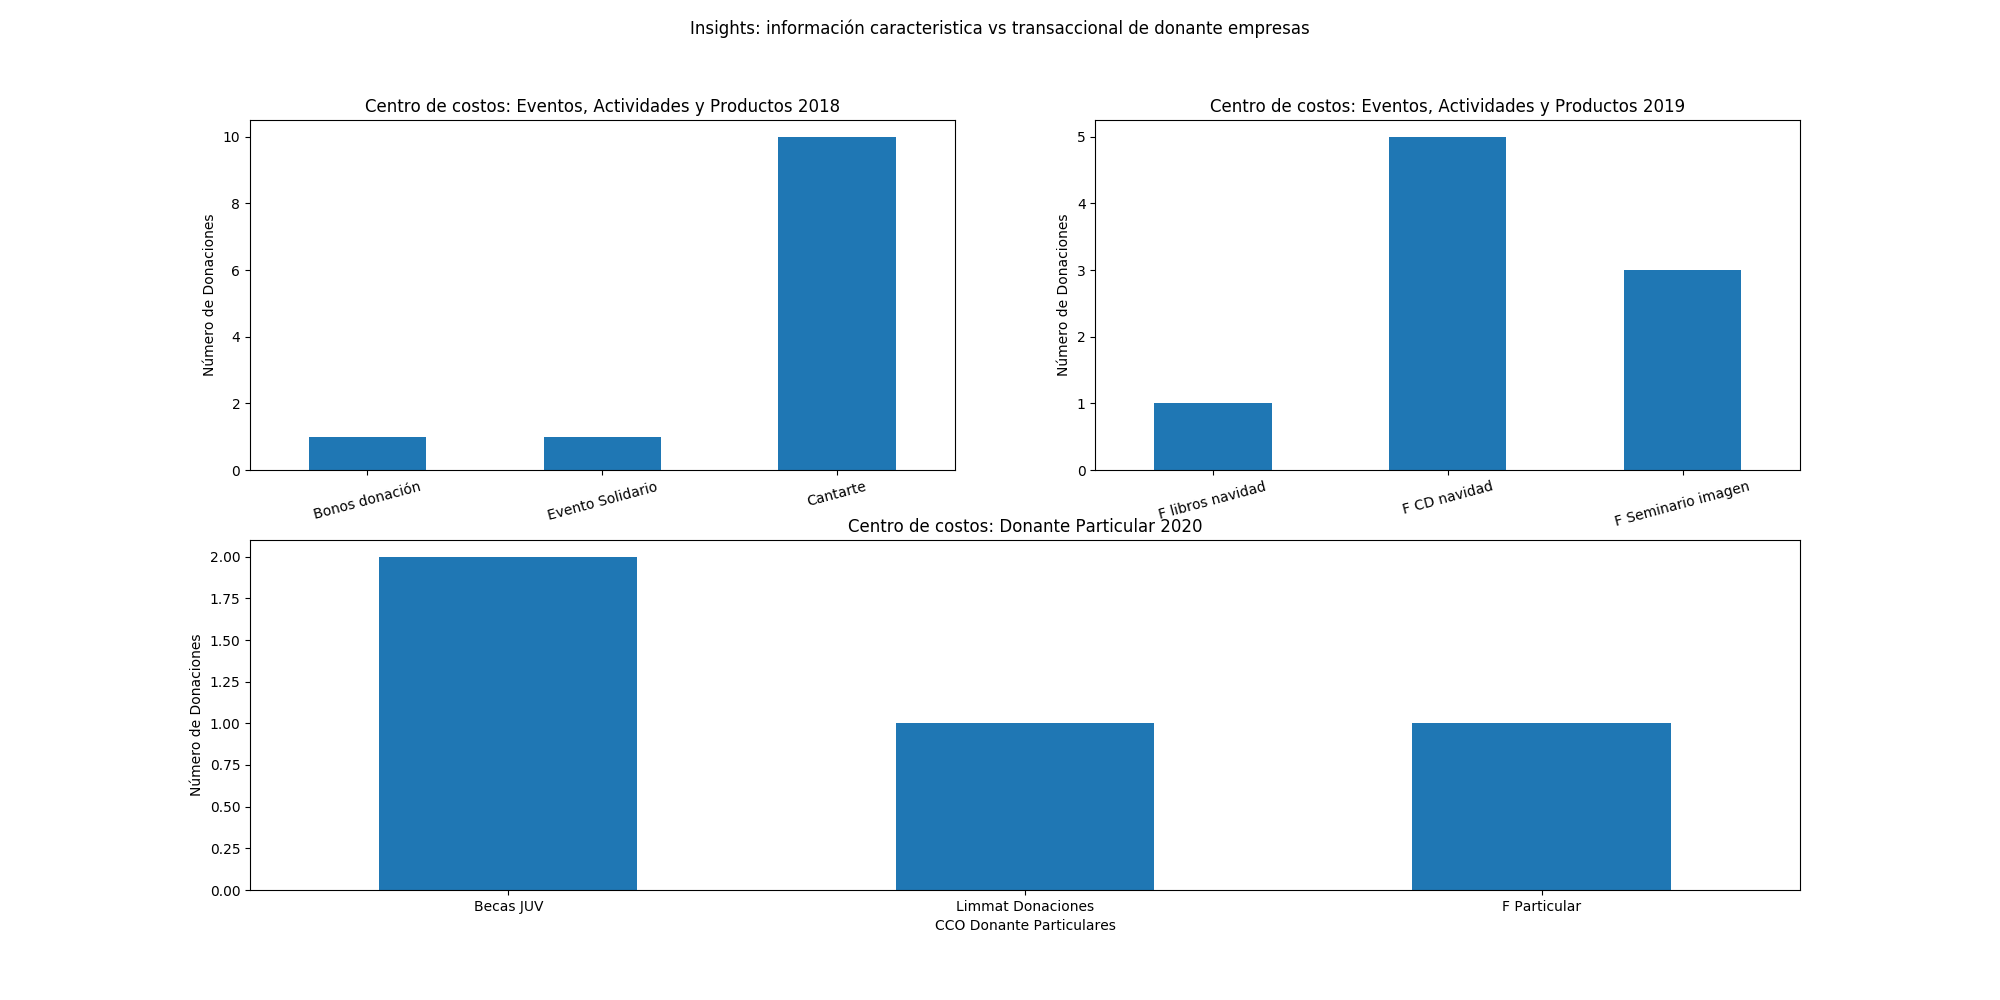 Insights: información caracteristica vs transaccional de donante empresas
Centro de costos: Eventos, Actividades y Productos 2018
Número de Donaciones
10
8
6
4
2
0
Bonos donación
Evento Solidario
Cantarte
Centro de costos: Eventos, Actividades y Productos 2019
Número de Donaciones
5
4
3
2
1
0
F libros navidad
F CD navidad
F Seminario imagen
Centro de costos: Donante Particular 2020
Número de Donaciones
2.00
1.75
1.50
1.25
1.00
0.75
0.50
0.25
0.00
Becas JUV
Limmat Donaciones
F Particular
CCO Donante Particulares